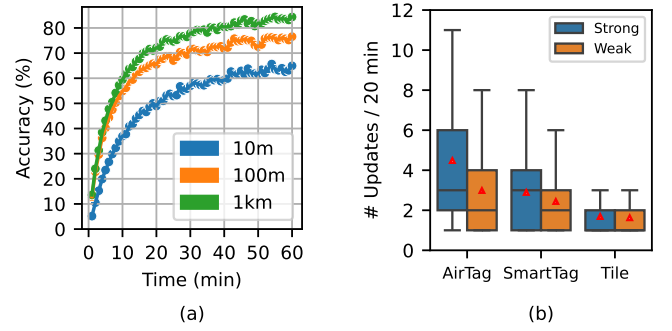 80
70
60
50
40
30
20
10
0
Accuracy (%)
10m
100m
1km
0 10 20 30 40 50 60
Time (min)
(a)
12
10
8
6
4
2
0
# Updates / 20 min
Strong
Weak
AirTag SmartTag Tile
(b)